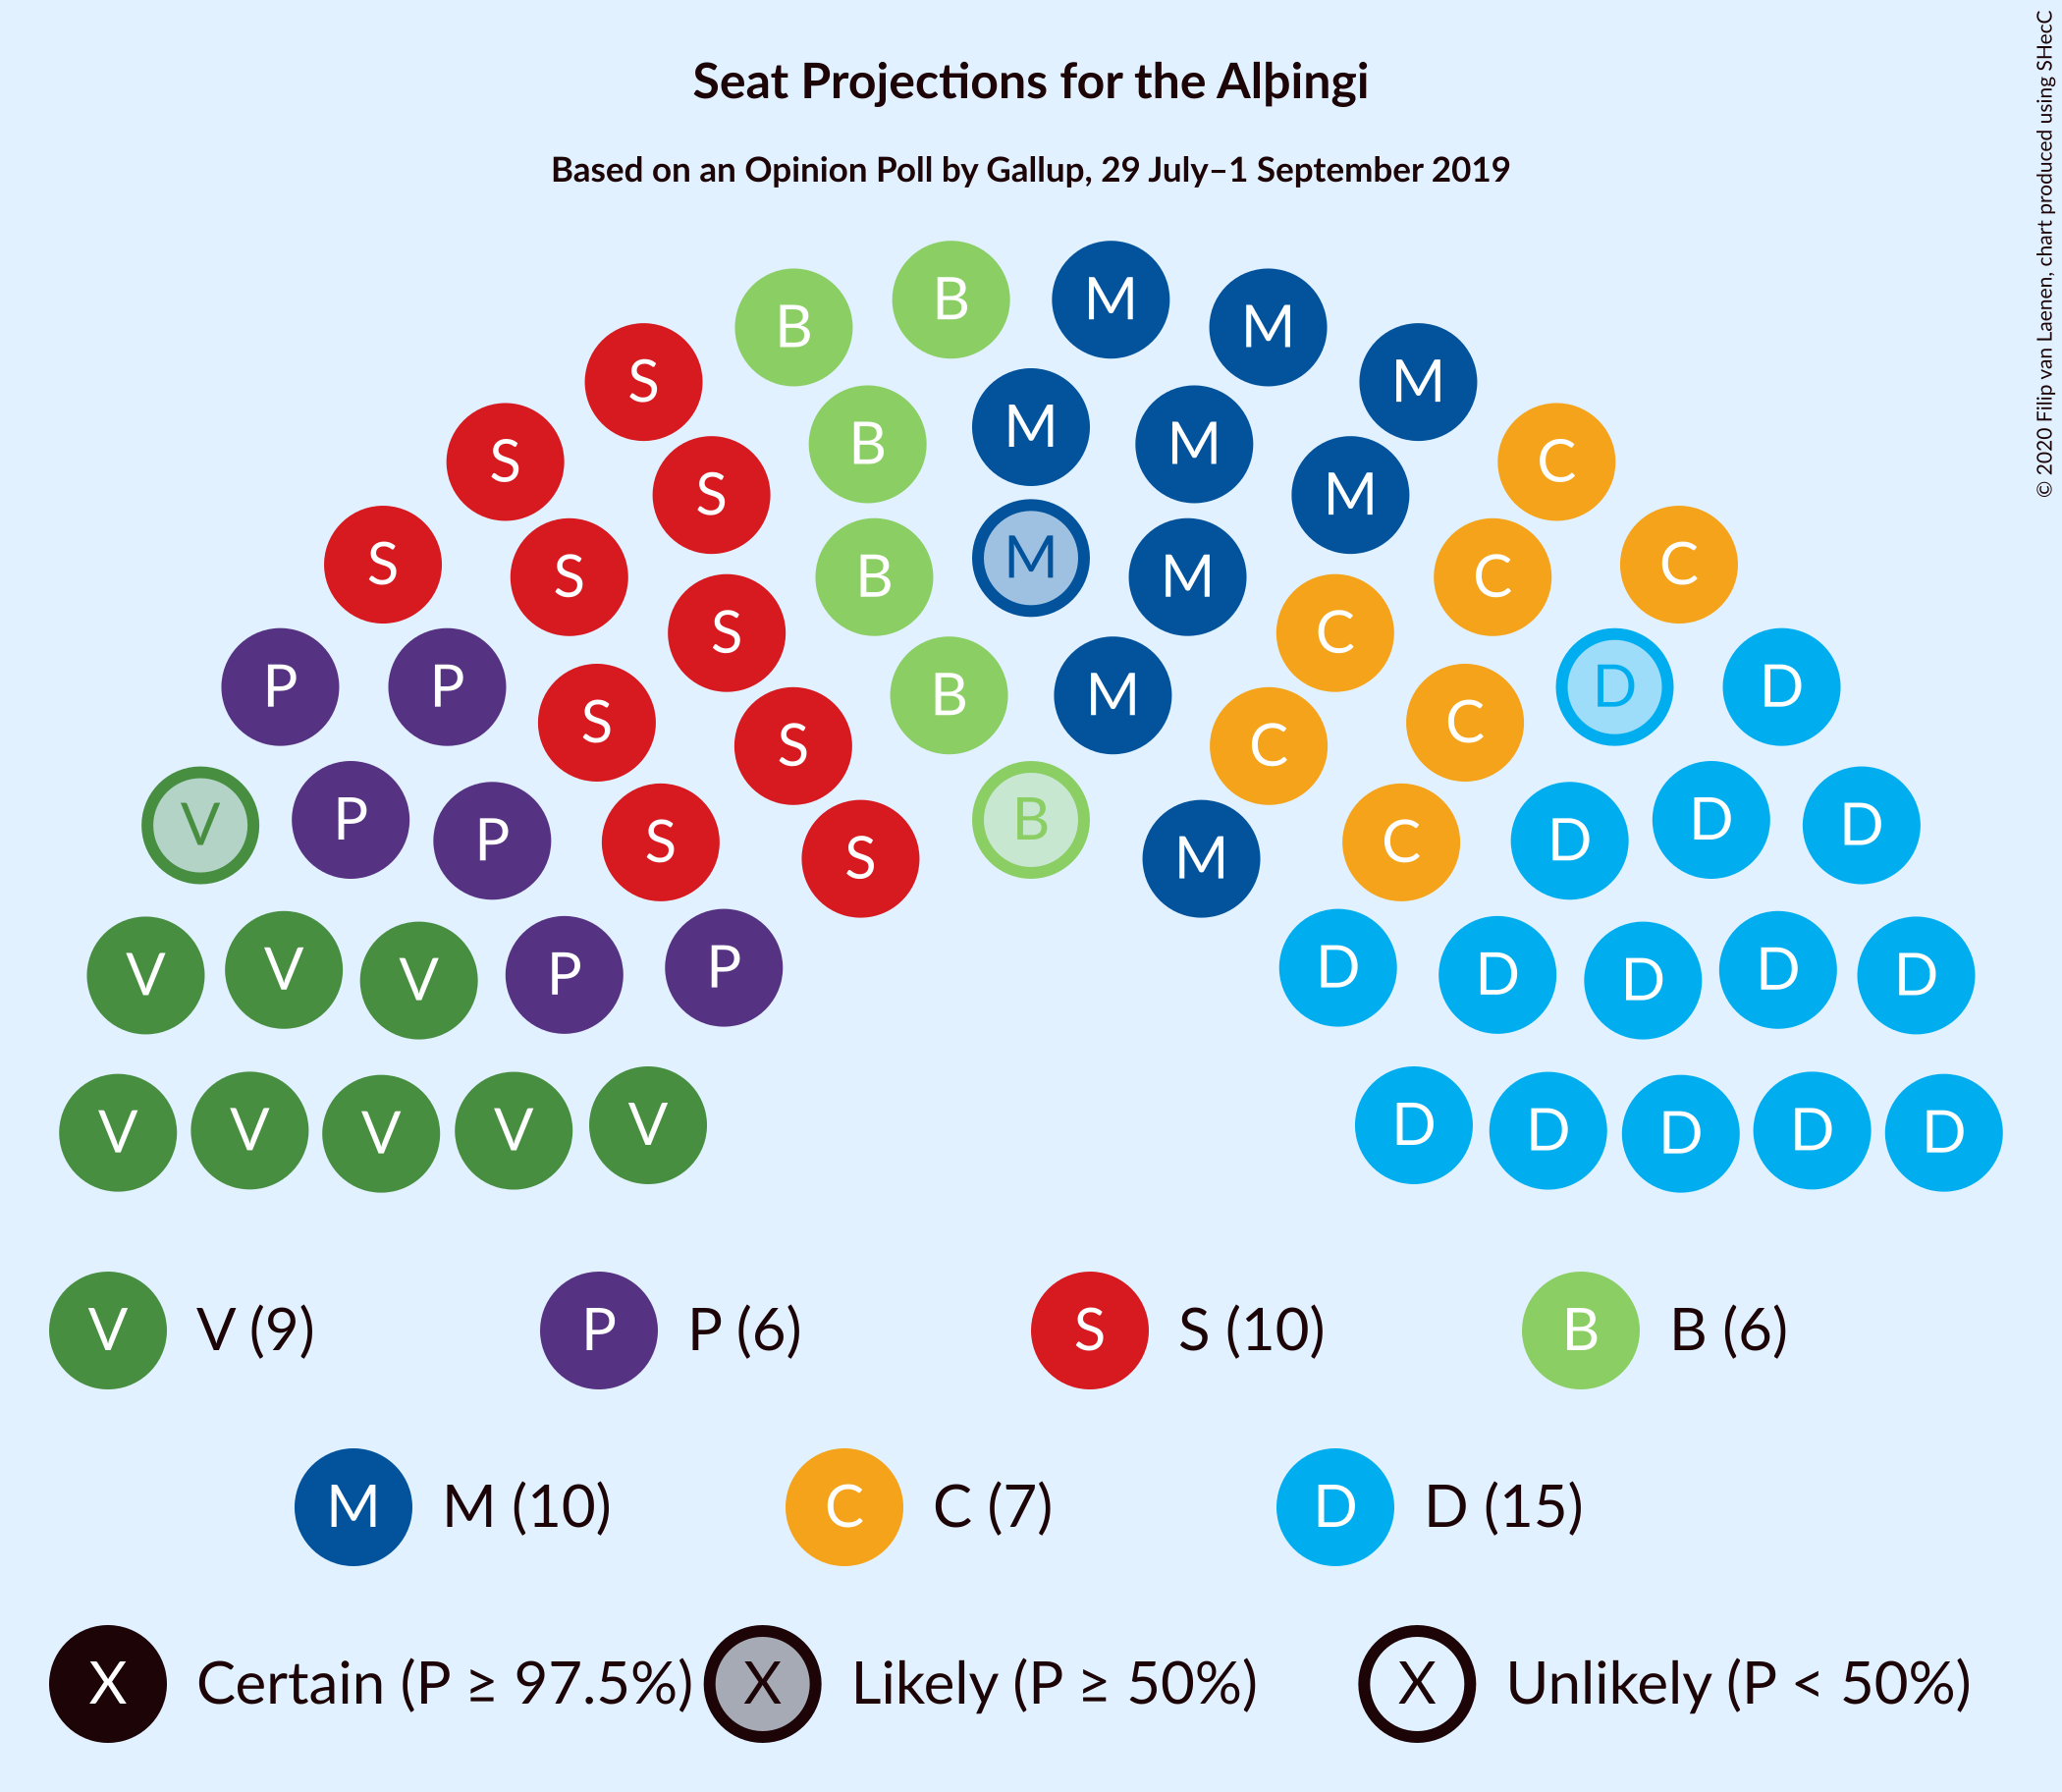 Seat Projections for the Alþingi
Based on an Opinion Poll by Gallup, 29 July–1 September 2019
© 2020 Filip van Laenen, chart produced using SHecC
B B M M
S M
B M M
S C
S M
S S B M M C C
S C
P P B M D D
S S C C
V P P S S B M C D D D
V V V P P D D D D D
V V V V V D D D D D
V V (9) P P (6) S S (10) B B (6)
M M (10) C C (7) D D (15)
X Certain (P ≥ 97.5%) X Likely (P ≥ 50%) X Unlikely (P < 50%)